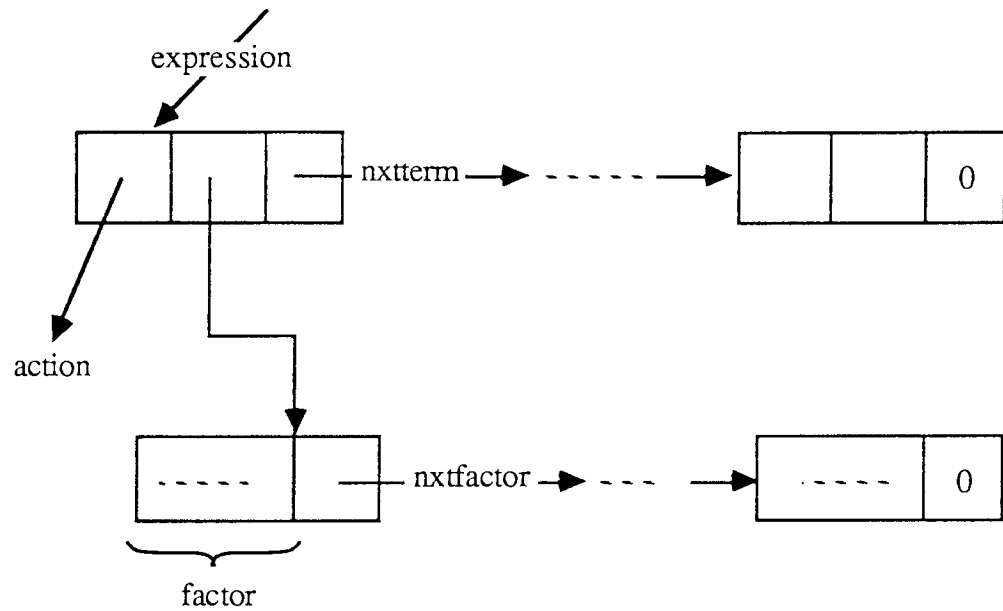 expression
nxtterm
0
action
nxtfactor
0
factor